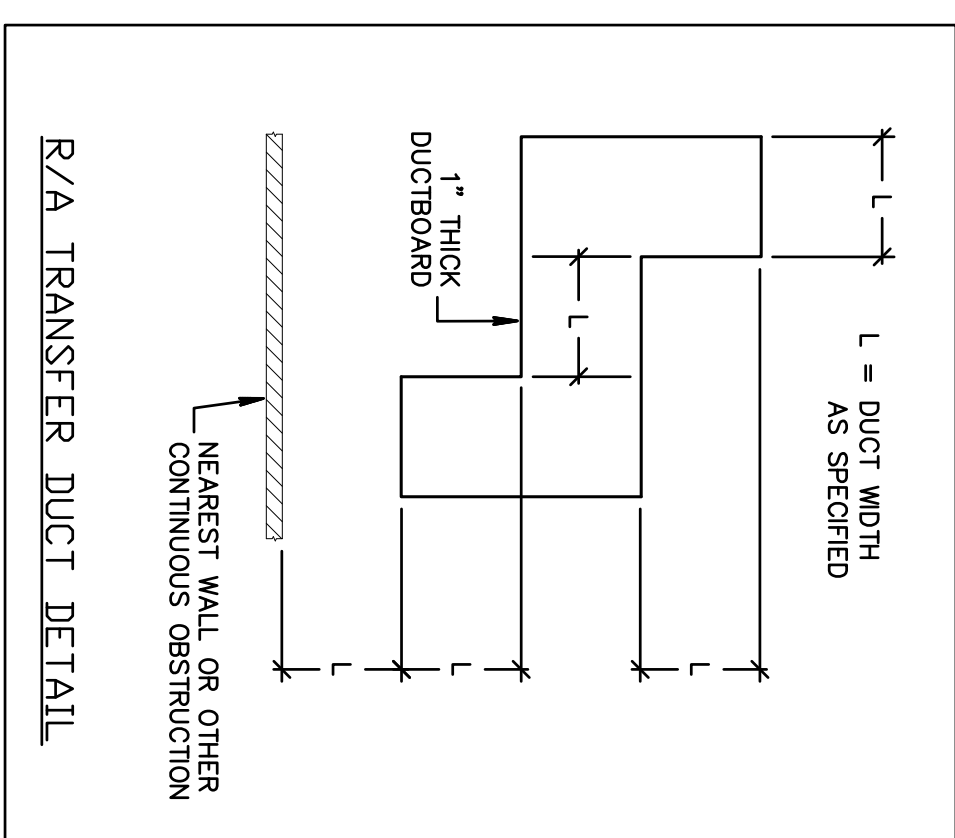 L
L = DUCT WIDTH
AS SPECIFIED
L
L
L
1" THICK
DUCTBOARD
L
NEAREST WALL OR OTHER
CONTINUOUS OBSTRUCTION
R/A TRANSFER DUCT DETAIL